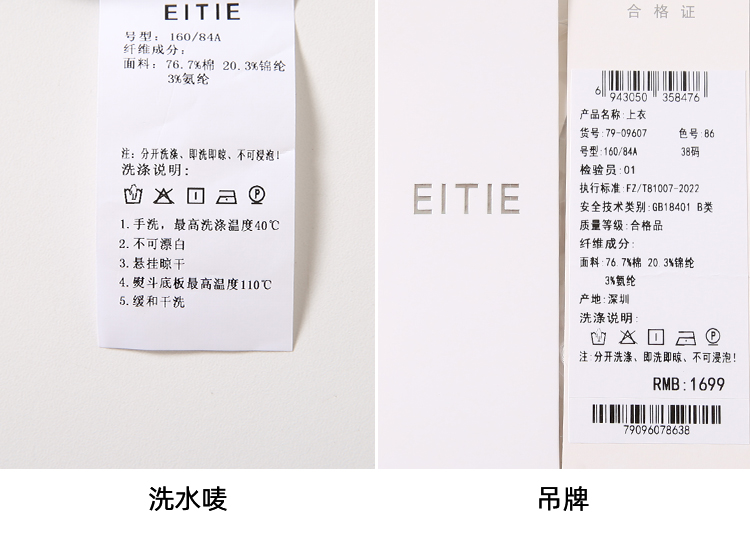 EITIE
号型: 160/84A
纤维成分:
面料: 76.7%棉 20.3%锦纶
3%氨纶
注: 分开洗涤、即洗即晾、不可浸泡!
洗涤说明:
1.手洗, 最高洗涤温度40℃
2.不可漂白
3.悬挂晾干
4.熨斗底板最高温度110℃
5.缓和干洗
洗水唛
EITIE
合格证
6 943050 358476
产品名称:上衣
货号:79-09607 色号:86
号型:160/84A 38码
检验员:01
执行标准:FZ/T81007-2022
安全技术类别:GB18401 B类
质量等级:合格品
纤维成分:
面料:76.7%棉 20.3%锦纶
3%氨纶
产地:深圳
洗涤说明:
注:分开洗涤、即洗即晾、不可浸泡!
RMB:1699
79096078638
吊牌